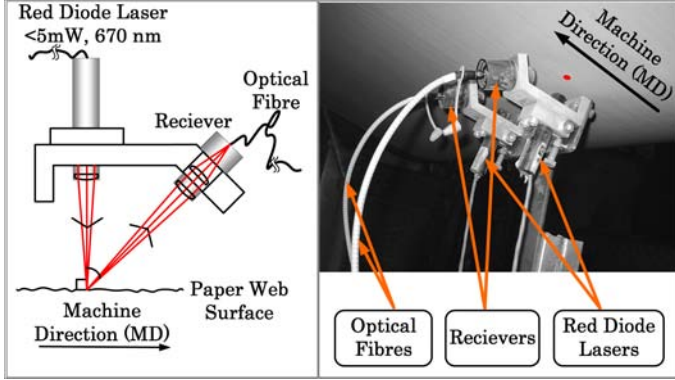 Red Diode Laser
<5mW, 670 nm
Optical
Fibre
Reciever
Paper Web
Surface
Machine
Direction (MD)
Machine
Direction (MD)
Optical
Fibres
Recievers
Red Diode
Lasers